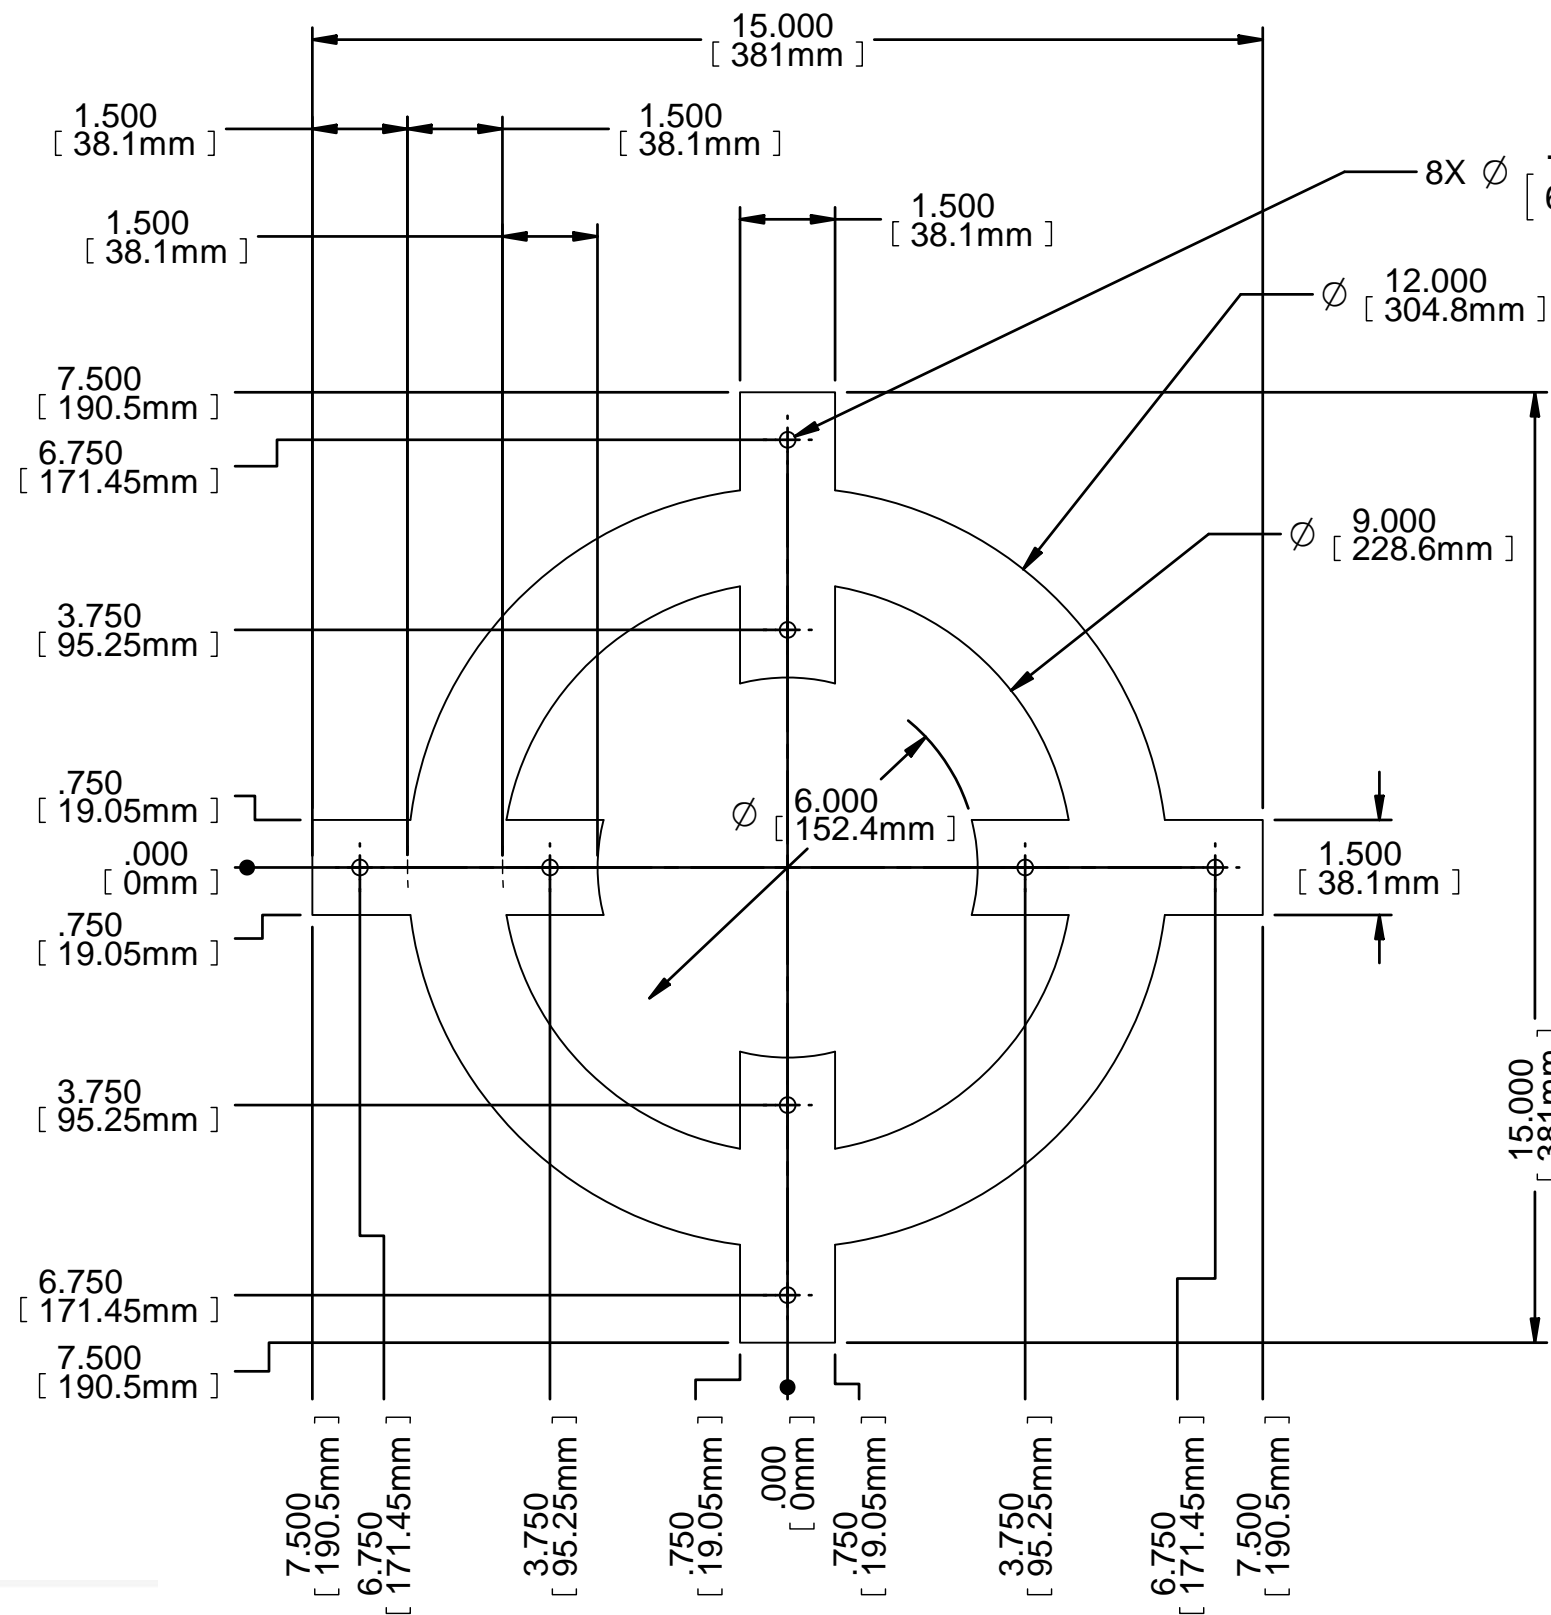 15.000
[ 381mm ]
1.500
[ 38.1mm ]
1.500
[ 38.1mm ]
8X ∅
1.500
[ 38.1mm ]
1.500
[ 38.1mm ]
∅ 12.000
[ 304.8mm ]
7.500
[ 190.5mm ]
6.750
[ 171.45mm ]
∅ 9.000
[ 228.6mm ]
3.750
[ 95.25mm ]
.750
[ 19.05mm ]
∅ 6.000
[ 152.4mm ]
.000
[ 0mm ]
1.500
[ 38.1mm ]
.750
[ 19.05mm ]
3.750
[ 95.25mm ]
15.000
[ 381mm ]
6.750
[ 171.45mm ]
7.500
[ 190.5mm ]
7.500
[ 190.5mm ]
6.750
[ 171.45mm ]
3.750
[ 95.25mm ]
.750
[ 19.05mm ]
.000
[ 0mm ]
.750
[ 19.05mm ]
3.750
[ 95.25mm ]
6.750
[ 171.45mm ]
7.500
[ 190.5mm ]